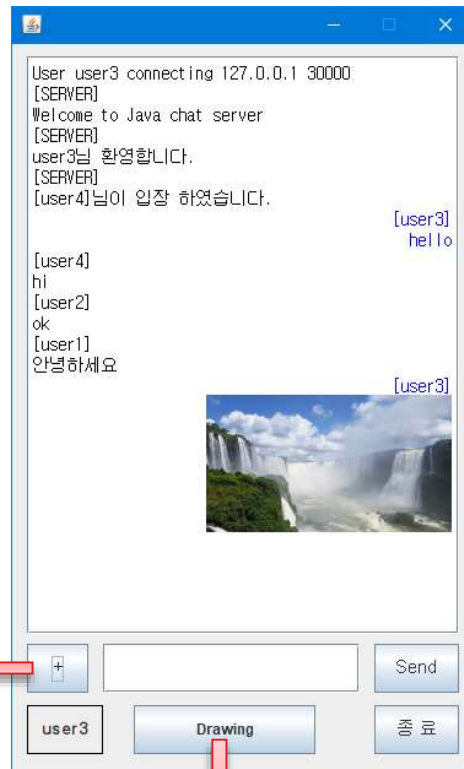 User user3 connecting 127.0.0.1 30000
[SERVER]
Welcome to Java chat server
[SERVER]
user3님 환영합니다.
[SERVER]
[user4]님이 입장 하였습니다.
[user3]
hello
[user4]
hi
[user2]
ok
[user1]
안녕하세요
[user3]
+
Send
user3
Drawing
종 료